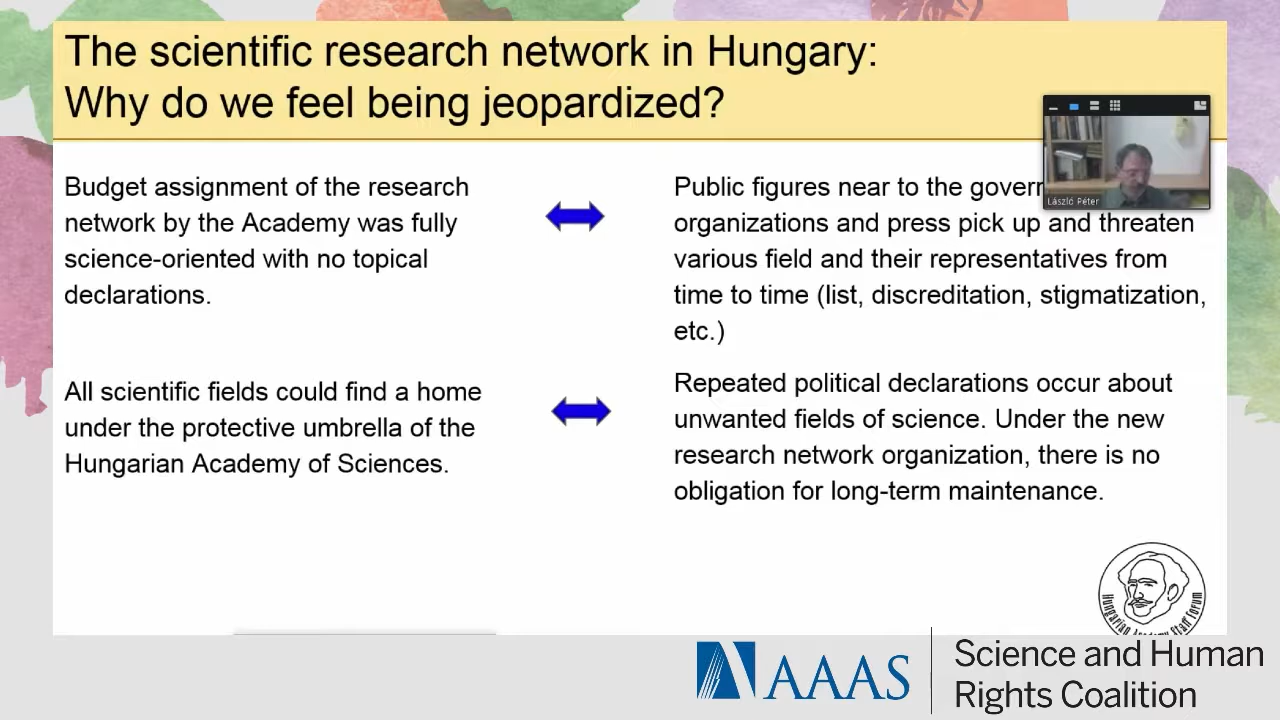 The scientific research network in Hungary:
Why do we feel being jeopardized?
Budget assignment of the research
network by the Academy was fully
science-oriented with no topical
declarations.
Public figures near to the govern
organizations and press pick up and threaten
various field and their representatives from
time to time (list, discreditation, stigmatization,
etc.)
László Péter
All scientific fields could find a home
under the protective umbrella of the
Hungarian Academy of Sciences.
Repeated political declarations occur about
unwanted fields of science. Under the new
research network organization, there is no
obligation for long-term maintenance.
Hungarian Academy Staff Forum
AAAS
Science and Human
Rights Coalition